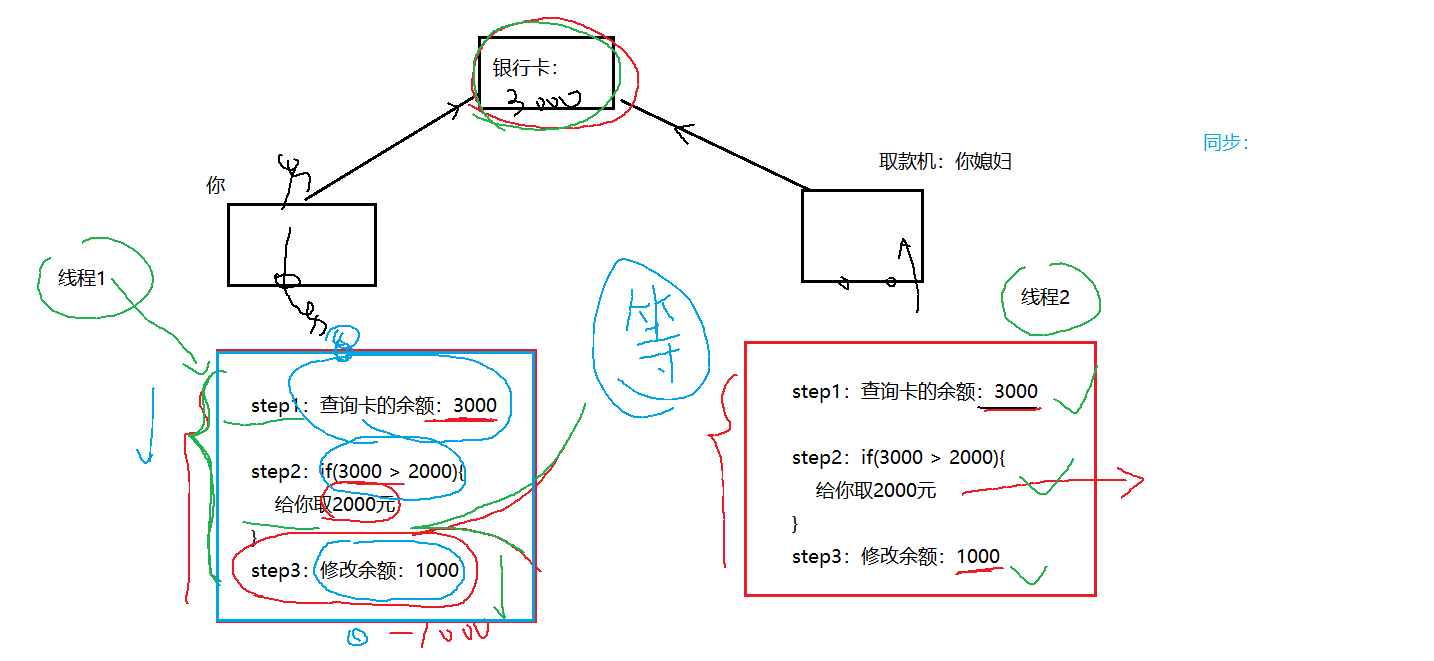 银行卡：
3000
同步：
取款机：你媳妇
你
线程1
线程2
等
step1：查询卡的余额：3000
step2：if(3000 > 2000){
给你取2000元
}
step3：修改余额：1000
-1000
step1：查询卡的余额：3000
step2：if(3000 > 2000){
给你取2000元
}
step3：修改余额：1000